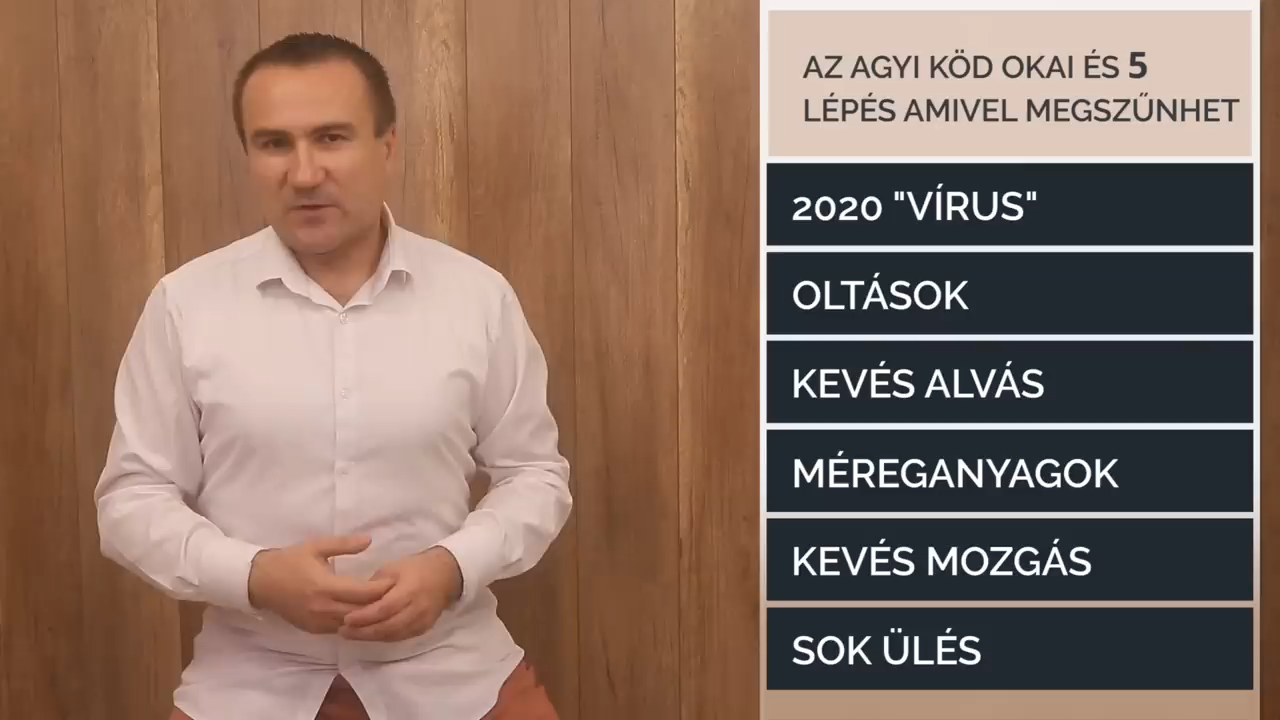 AZ AGYI KÖD OKAI ÉS 5
LÉPÉS AMIVEL MEGSZŰNHET
2020 "VÍRUS"
OLTÁSOK
KEVÉS ALVÁS
MÉREGANYAGOK
KEVÉS MOZGÁS
SOK ÜLÉS